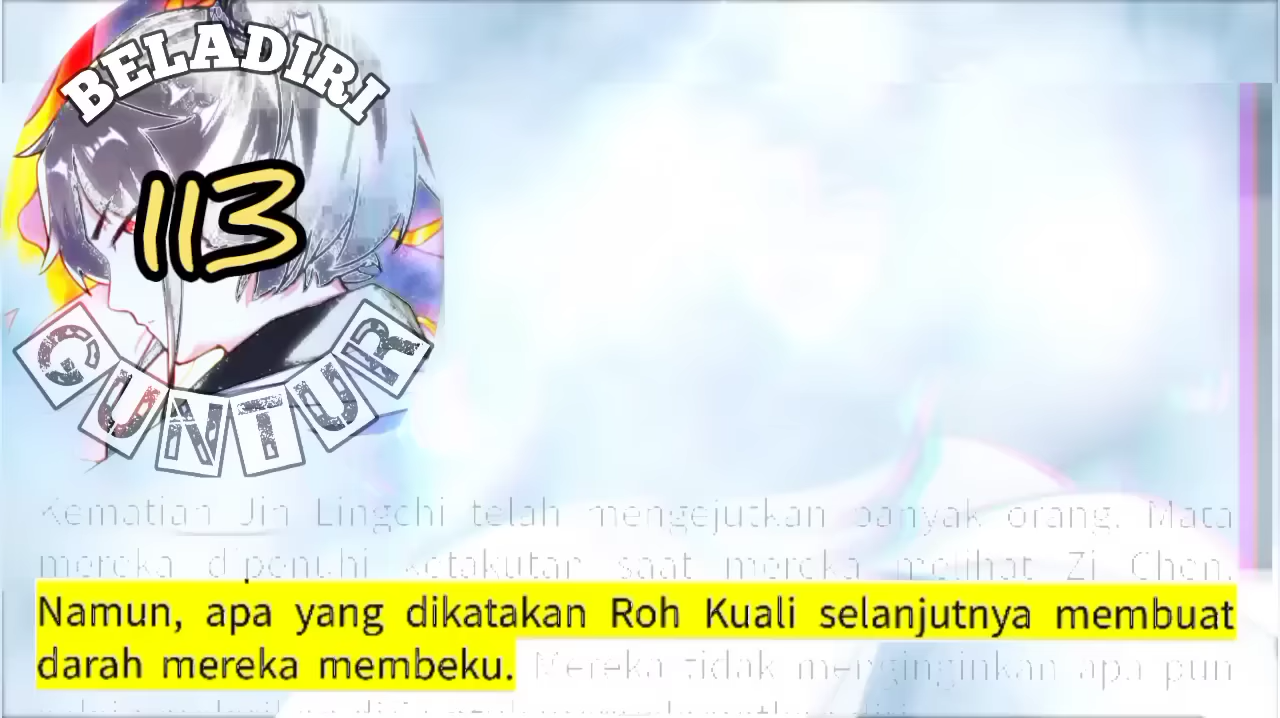 BELADIRI
113
GUNTUR
Kematian Jin Lingchi telah mengejutkan banyak orang. Mata
mereka dipenuhi ketakutan saat mereka melihat Zi Chen.
Namun, apa yang dikatakan Roh Kuali selanjutnya membuat
darah mereka membeku. Mereka tidak menginginkan apa pun